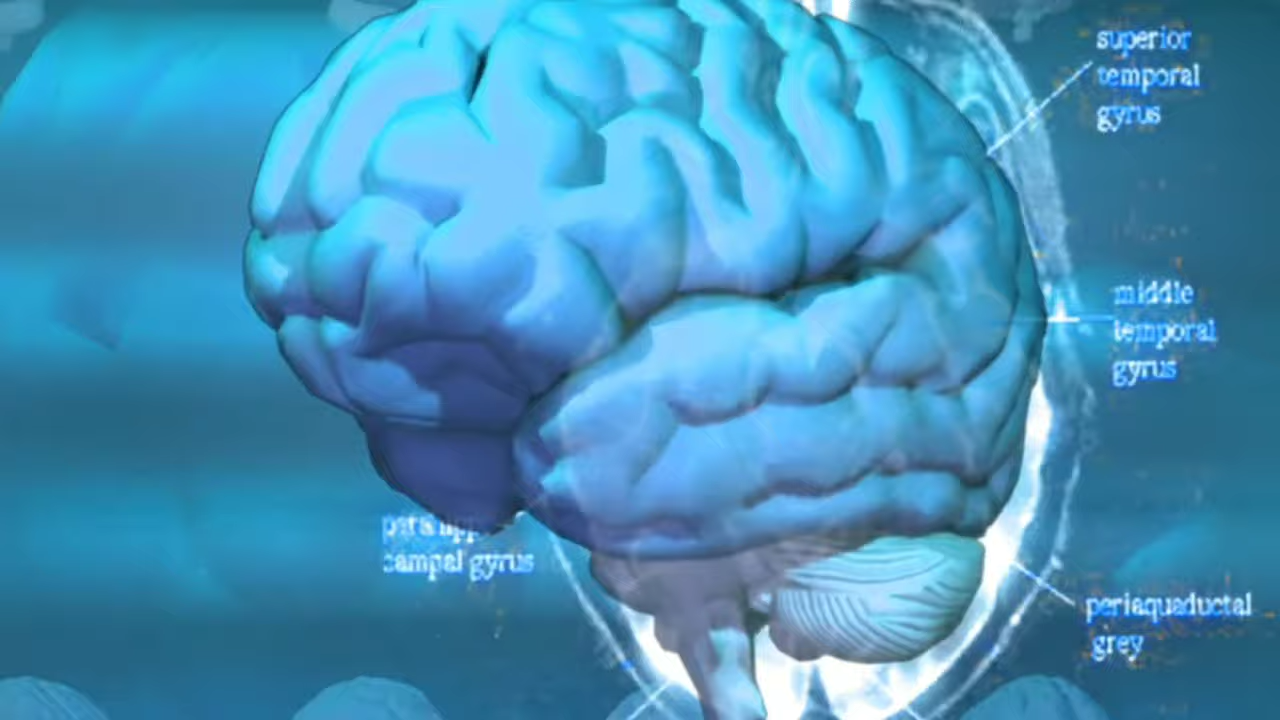 superior
temporal
gyrus
middle
temporal
gyrus
campal gyrus
periaquaductal
grey